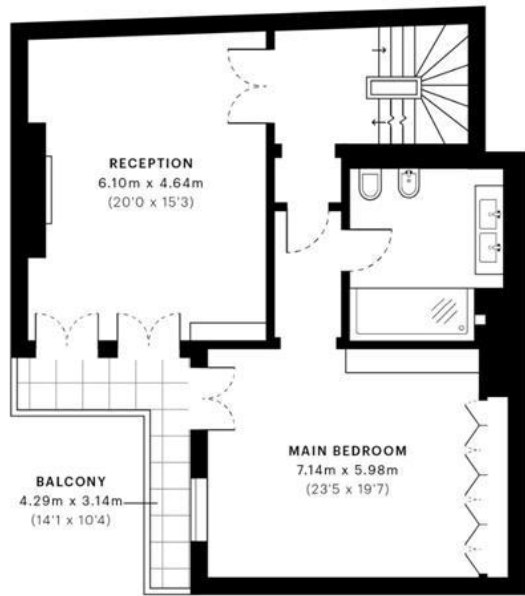 RECEPTION
6.10m x 4.64m
(20'0 x 15'3)
MAIN BEDROOM
7.14m x 5.98m
(23'5 x 19'7)
BALCONY
4.29m x 3.14m
(14'1 x 10'4)